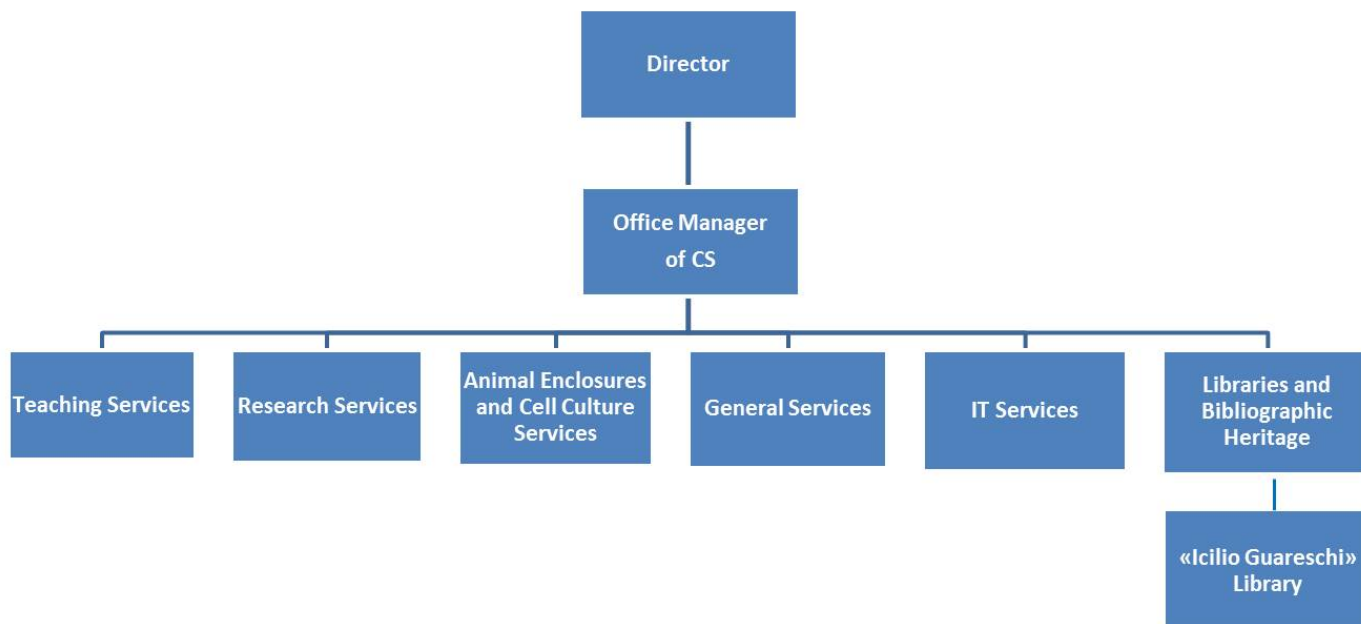 Director
Office Manager
of CS
Teaching Services
Research Services
Animal Enclosures
and Cell Culture
Services
General Services
IT Services
Libraries and
Bibliographic
Heritage
«Icilio Guareschi»
Library